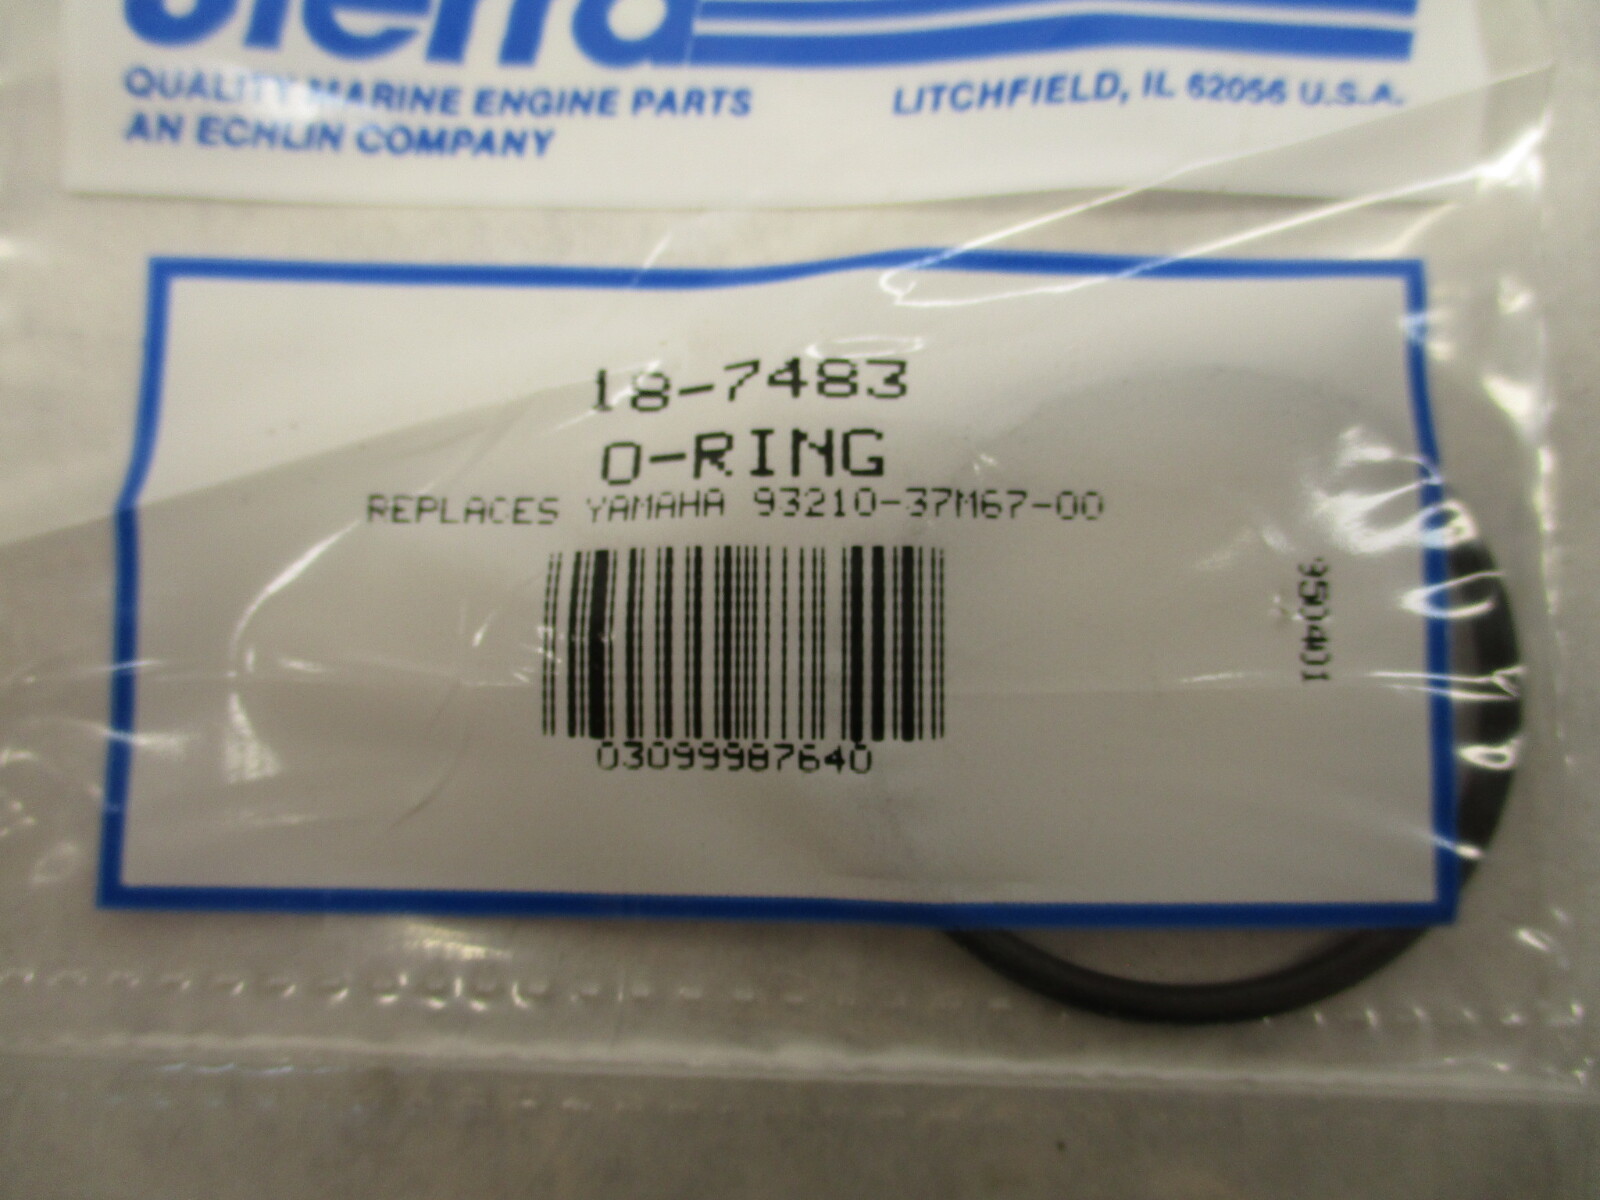 Sierra
QUALITY MARINE ENGINE PARTS
AN ECHLIN COMPANY
LITCHFIELD, IL 62056 U.S.A.
18-7483
O-RING
REPLACES YAMAHA 93210-37M67-00
03099987640